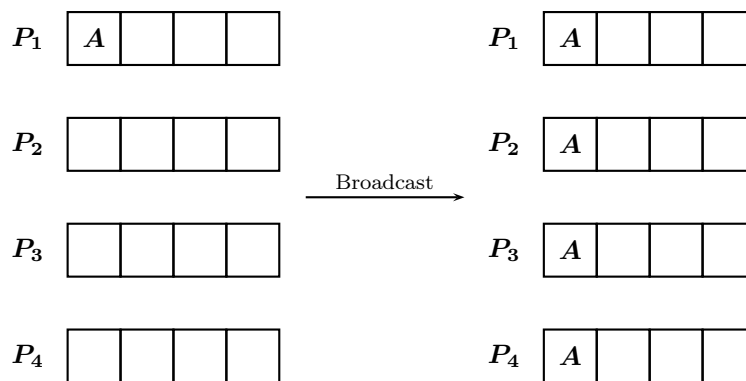 P₁ A P₁ A
P₂ P₂ A
Broadcast
P₃ P₃ A
P₄ P₄ A